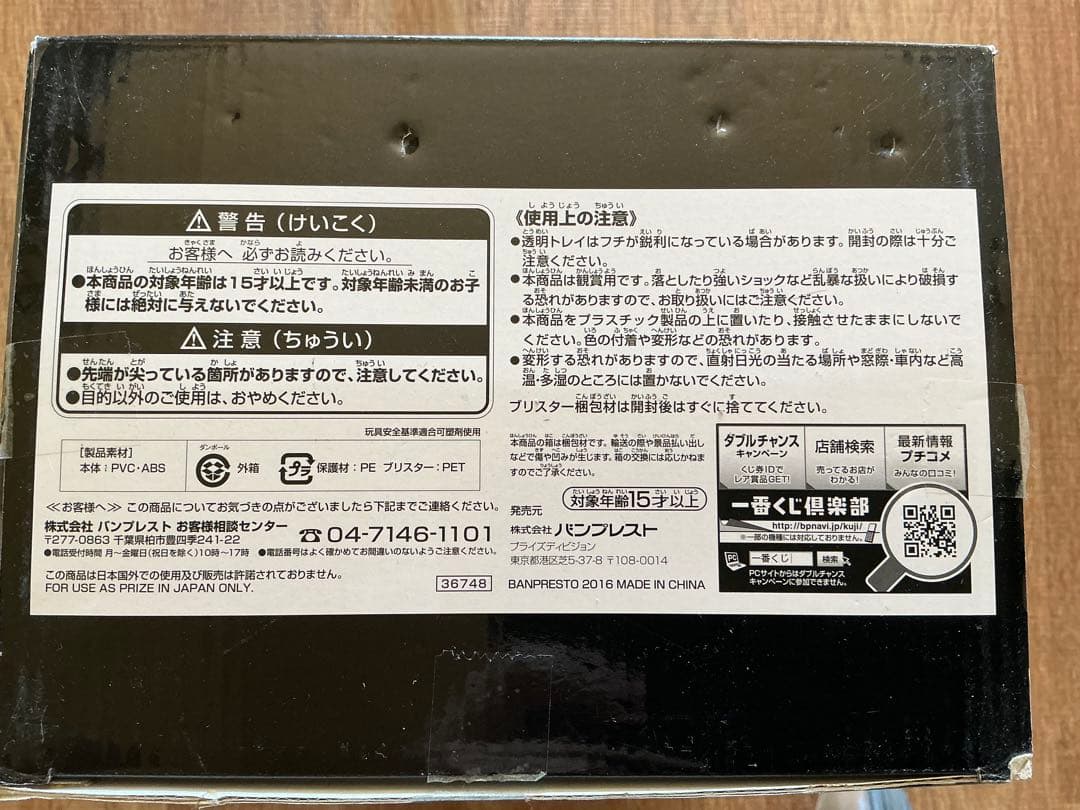 ⚠警告(けいこく)
お客様へ 必ずお読みください。
●本商品の対象年齢は15才以上です。対象年齢未満のお子
様には絶対に与えないでください。
⚠注意(ちゅうい)
●先端が尖っている箇所がありますので、注意してください。
●目的以外のご使用は、おやめください。
玩具安全基準適合可塑剤使用
[製品素材]
本体:PVC・ABS
ダンボール
外箱
プラ
保護材:PE ブリスター:PET
≪お客様へ≫ この商品についてお気づきの点がございましたら下記までご連絡ください。
株式会社 バンプレスト お客様相談センター
〒277-0863 千葉県柏市豊四季241-22
☎04-7146-1101
●電話受付時間 月〜金曜日(祝日を除く)10時〜17時 ●電話番号はよく確かめてお間違いのないようご注意ください。
この商品は日本国外での使用及び販売は許諾されておりません。
FOR USE AS PRIZE IN JAPAN ONLY.
36748
《使用上の注意》
●透明トレイはフチが鋭利になっている場合があります。開封の際は十分ご
注意ください。
●本商品は観賞用です。落としたり強いショックなど乱暴な扱いにより破損す
る恐れがありますので、お取り扱いにはご注意ください。
●本商品をプラスチック製品の上に置いたり、接触させたままにしないでく
ださい。色の付着や変形などの恐れがあります。
●変形する恐れがありますので、直射日光の当たる場所や窓際・車内など高
温・多湿のところには置かないでください。
ブリスター梱包材は開封後はすぐに捨ててください。
本商品の箱は梱包材です。輸送の際や景品払い出し
などで傷や凹みが生じます。箱の交換には応じかねま
すのでご了承ください。
対象年齢15才以上
発売元
株式会社 バンプレスト
プライズディビジョン
東京都港区芝5-37-8 〒108-0014
BANPRESTO 2016 MADE IN CHINA
ダブルチャンス
キャンペーン
くじ券IDで
レア賞品GET!
店舗検索
売ってるお店が
わかる!
最新情報
プチコメ
みんなの口コミ!
一番くじ倶楽部
http://bpnavi.jp/kuji/
※一部の機種には対応しておりません。
PC
一番くじ
検索
PCサイトからはダブルチャンス
キャンペーンに参加できません。